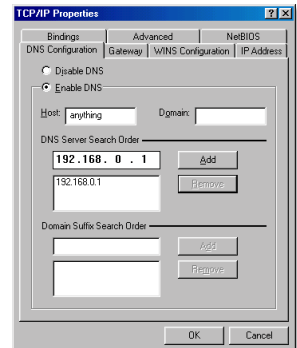 TCP/IP Properties
Bindings Advanced NetBIOS
DNS Configuration Gateway WINS Configuration IP Address
Disable DNS
Enable DNS
Host: anything Domain:
DNS Server Search Order
192.168. 0 . 1 Add
192.168.0.1 Remove
Domain Suffix Search Order
Add
Remove
OK Cancel